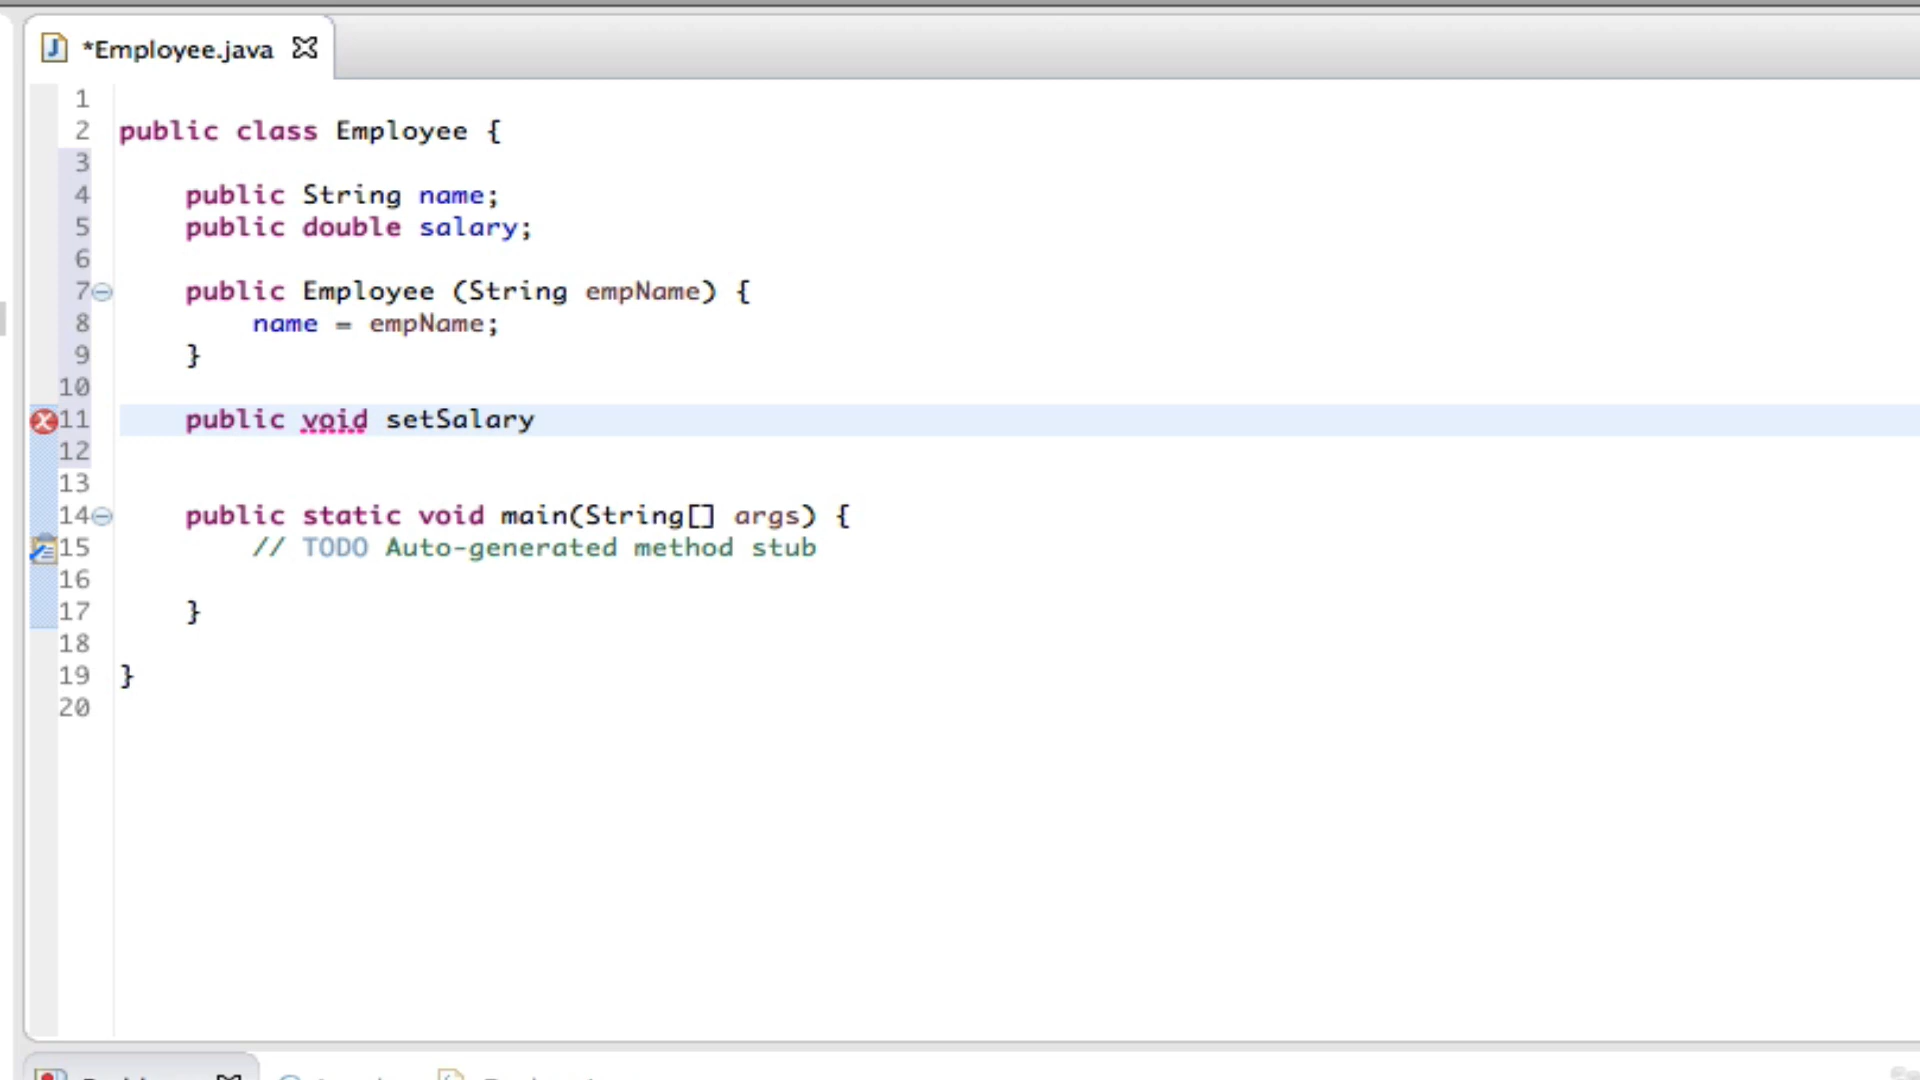 *Employee.java
1
2 public class Employee {
3
4 public String name;
5 public double salary;
6
7 public Employee (String empName) {
8 name = empName;
9 }
10
11 public void setSalary
12
13
14 public static void main(String[] args) {
15 // TODO Auto-generated method stub
16
17 }
18
19 }
20